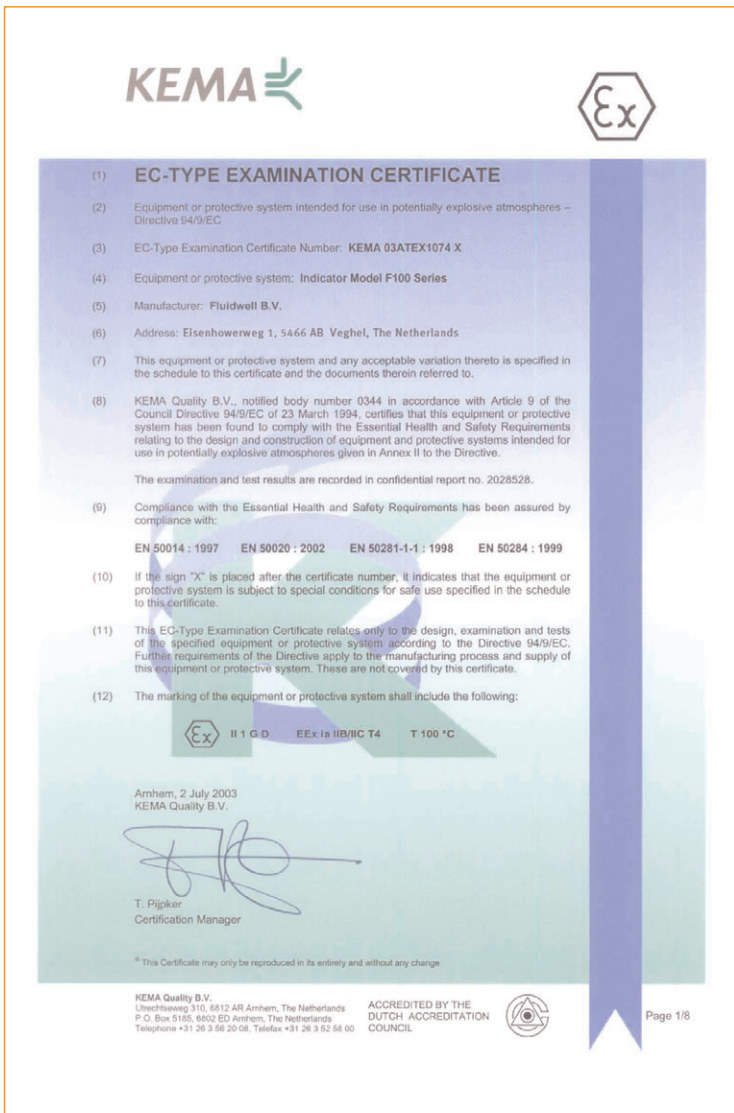 KEMA
Ex
(1) EC-TYPE EXAMINATION CERTIFICATE
(2) Equipment or protective system intended for use in potentially explosive atmospheres –
Directive 94/9/EC
(3) EC-Type Examination Certificate Number: KEMA 03ATEX1074 X
(4) Equipment or protective system: Indicator Model F100 Series
(5) Manufacturer: Fluidwell B.V.
(6) Address: Eisenhowerweg 1, 5466 AB Veghel, The Netherlands
(7) This equipment or protective system and any acceptable variation thereto is specified in
the schedule to this certificate and the documents therein referred to.
(8) KEMA Quality B.V., notified body number 0344 in accordance with Article 9 of the
Council Directive 94/9/EC of 23 March 1994, certifies that this equipment or protective
system has been found to comply with the Essential Health and Safety Requirements
relating to the design and construction of equipment and protective systems intended for
use in potentially explosive atmospheres given in Annex II to the Directive.
The examination and test results are recorded in confidential report no. 2028528.
(9) Compliance with the Essential Health and Safety Requirements has been assured by
compliance with:
EN 50014 : 1997 EN 50020 : 2002 EN 50281-1-1 : 1998 EN 50284 : 1999
(10) If the sign "X" is placed after the certificate number, it indicates that the equipment or
protective system is subject to special conditions for safe use specified in the schedule
to this certificate.
(11) This EC-Type Examination Certificate relates only to the design, examination and tests
of the specified equipment or protective system according to the Directive 94/9/EC.
Further requirements of the Directive apply to the manufacturing process and supply of
this equipment or protective system. These are not covered by this certificate.
(12) The marking of the equipment or protective system shall include the following:
Ex II 1 G D EEx ia IIB/IIC T4 T 100 °C
Arnhem, 2 July 2003
KEMA Quality B.V.
T. Pijpker
Certification Manager
® This Certificate may only be reproduced in its entirety and without any change
KEMA Quality B.V.
Utrechtseweg 310, 6812 AR Arnhem, The Netherlands
P.O. Box 5185, 6802 ED Arnhem, The Netherlands
Telephone +31 26 3 56 20 08, Telefax +31 26 3 52 58 00
ACCREDITED BY THE
DUTCH ACCREDITATION
COUNCIL
Page 1/8